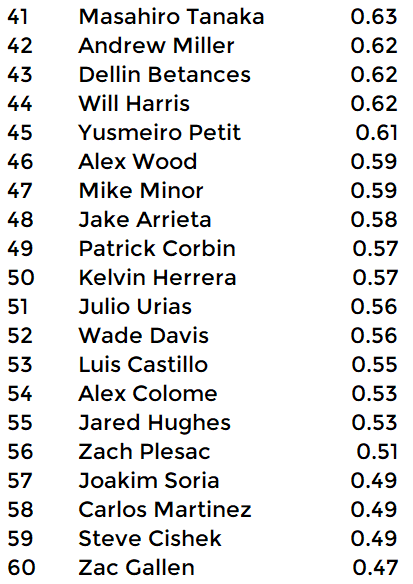 41 Masahiro Tanaka 0.63
42 Andrew Miller 0.62
43 Dellin Betances 0.62
44 Will Harris 0.62
45 Yusmeiro Petit 0.61
46 Alex Wood 0.59
47 Mike Minor 0.59
48 Jake Arrieta 0.58
49 Patrick Corbin 0.57
50 Kelvin Herrera 0.57
51 Julio Urias 0.56
52 Wade Davis 0.56
53 Luis Castillo 0.55
54 Alex Colome 0.53
55 Jared Hughes 0.53
56 Zach Plesac 0.51
57 Joakim Soria 0.49
58 Carlos Martinez 0.49
59 Steve Cishek 0.49
60 Zac Gallen 0.47